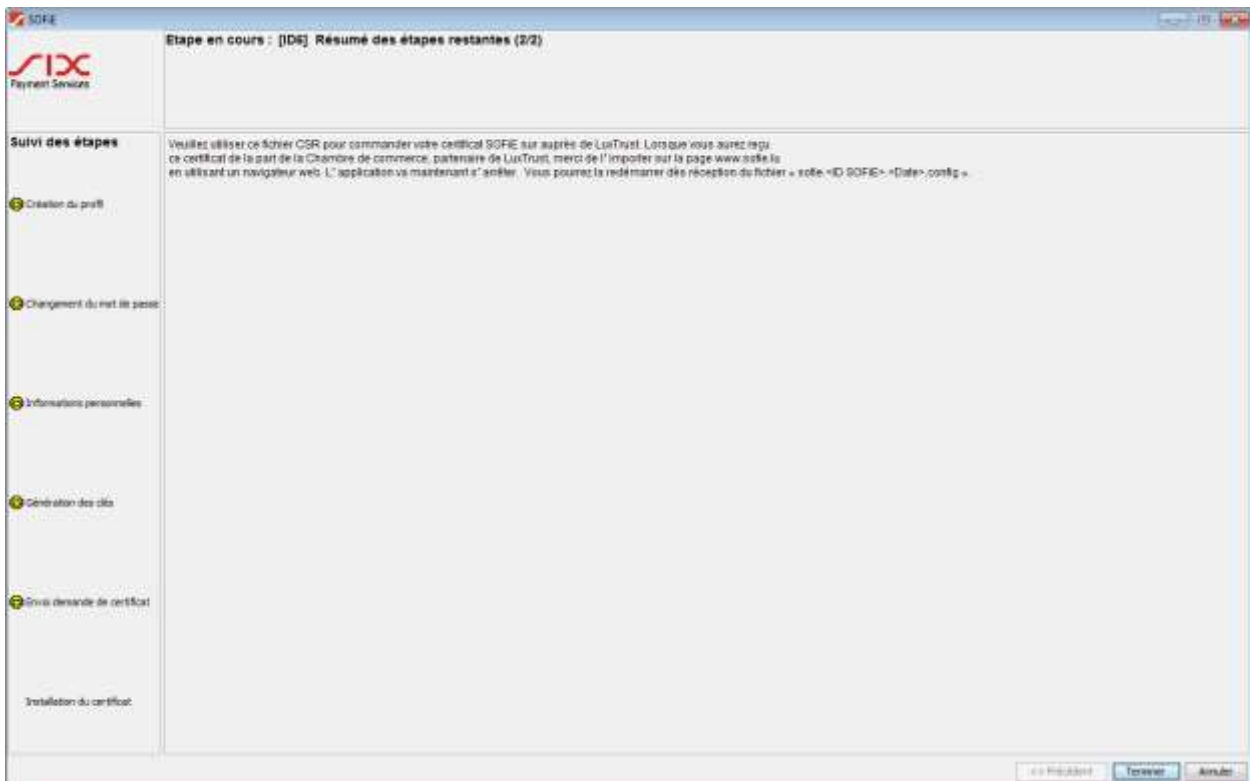 SOFiE
Etape en cours : [ID6] Résumé des étapes restantes (2/2)
SIX
Payment Services
Suivi des étapes
Veuillez utiliser ce fichier CSR pour commander votre certificat SOFiE sur auprès de LuxTrust. Lorsque vous aurez reçu
ce certificat de la part de la Chambre de commerce, partenaire de LuxTrust, merci de l' importer sur la page www.sofie.lu
en utilisant un navigateur web. L' application va maintenant s' arrêter. Vous pourrez la redémarrer dès réception du fichier « sofie.<ID SOFiE>.<Date>.config ».
Création du profil
Changement du mot de passe
Informations personnelles
Génération des clés
Envoi demande de certificat
Installation du certificat
<< Précédent
Terminer
Annuler